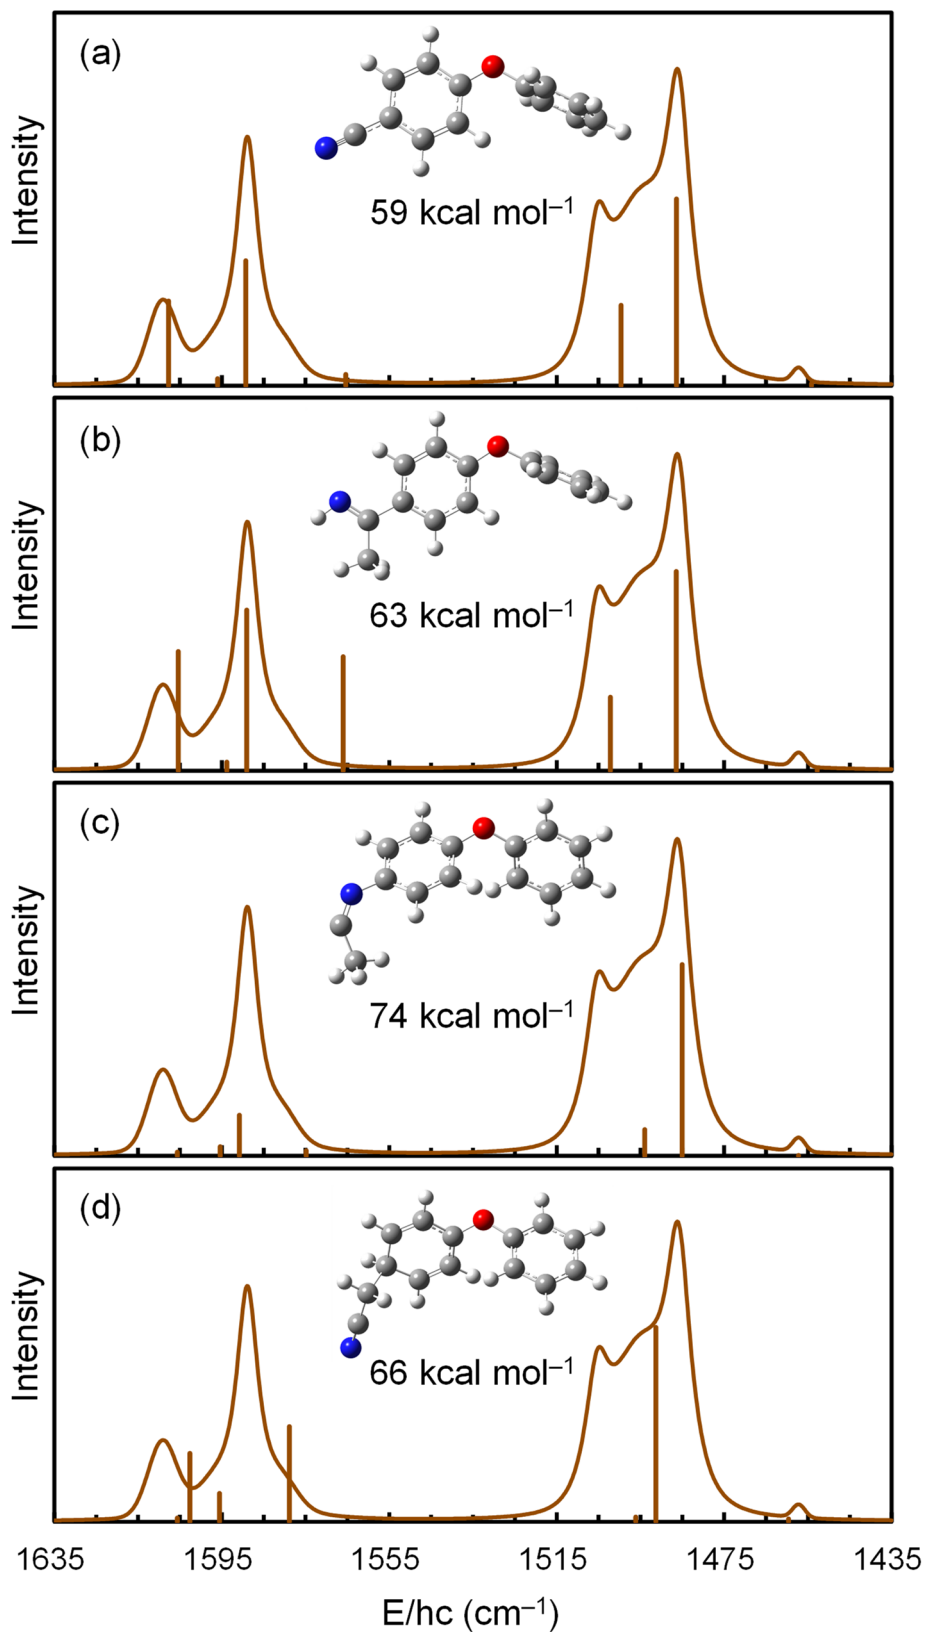 (a)
Intensity
59 kcal mol⁻¹
(b)
Intensity
63 kcal mol⁻¹
(c)
Intensity
74 kcal mol⁻¹
(d)
Intensity
66 kcal mol⁻¹
1635 1595 1555 1515 1475 1435
E/hc (cm⁻¹)